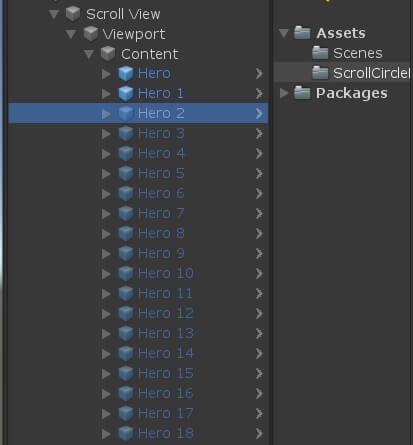 Scroll View
Viewport
Content
Hero
Hero 1
Hero 2
Hero 3
Hero 4
Hero 5
Hero 6
Hero 7
Hero 8
Hero 9
Hero 10
Hero 11
Hero 12
Hero 13
Hero 14
Hero 15
Hero 16
Hero 17
Hero 18
Assets
Scenes
ScrollCircle
Packages